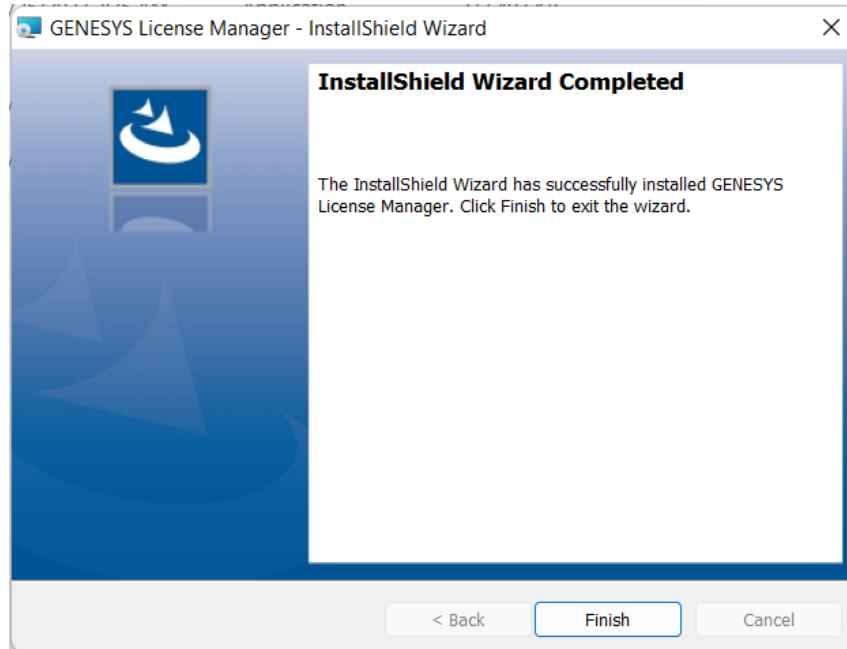 GENESYS License Manager - InstallShield Wizard
InstallShield Wizard Completed
The InstallShield Wizard has successfully installed GENESYS
License Manager. Click Finish to exit the wizard.
< Back
Finish
Cancel